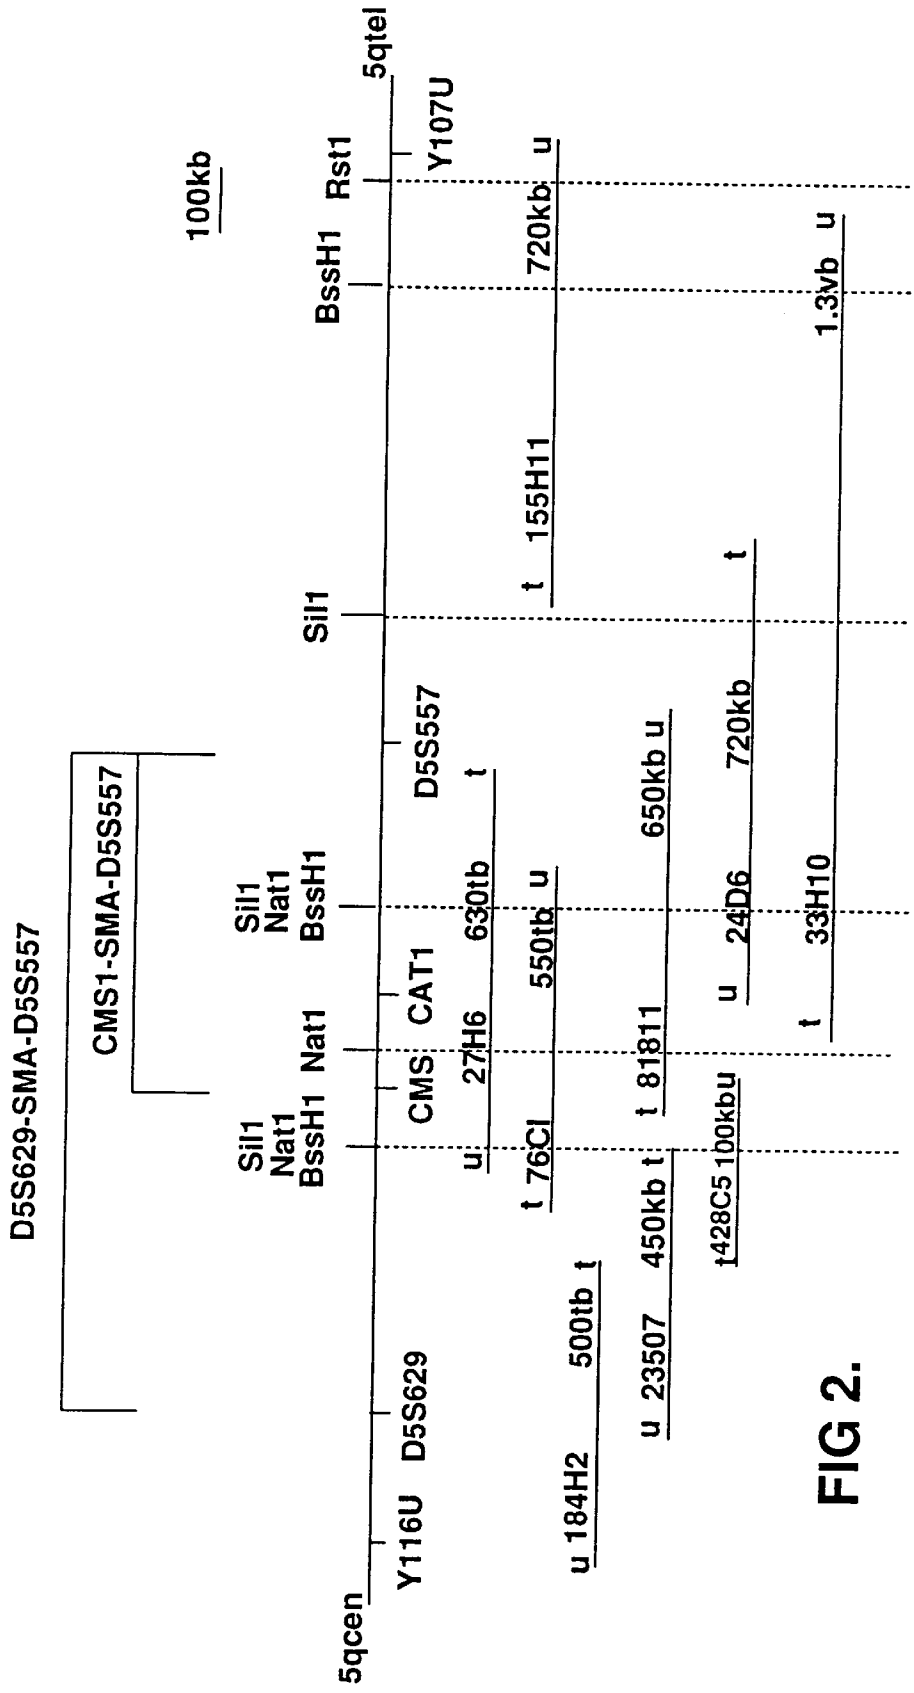 D5S629-SMA-D5S557
CMS1-SMA-D5S557
100kb
Sil1
Nat1
BssH1
Nat1
Sil1
Nat1
BssH1
Sil1
BssH1
Rst1
5qcen
5qtel
Y116U
D5S629
CMS
CAT1
D5S557
Y107U
u 27H6 630tb t
t 76CI 550tb u
t 155H11 720kb u
u 184H2 500tb t
u 23507 450kb t
t 81811 650kb u
t428C5 100kbu
u 24D6 720kb t
t 33H10 1.3vb u
FIG 2.